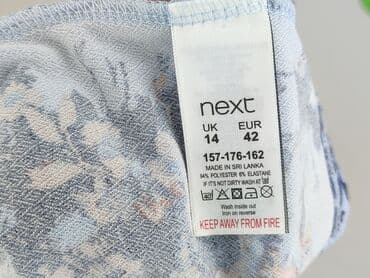 next
UK EUR
14 42
157-176-162
MADE IN SRI LANKA
94% POLYESTER 6% ELASTANE
IF IT'S NOT DIRTY WASH AT
Wash inside out
Iron on reverse
KEEP AWAY FROM FIRE